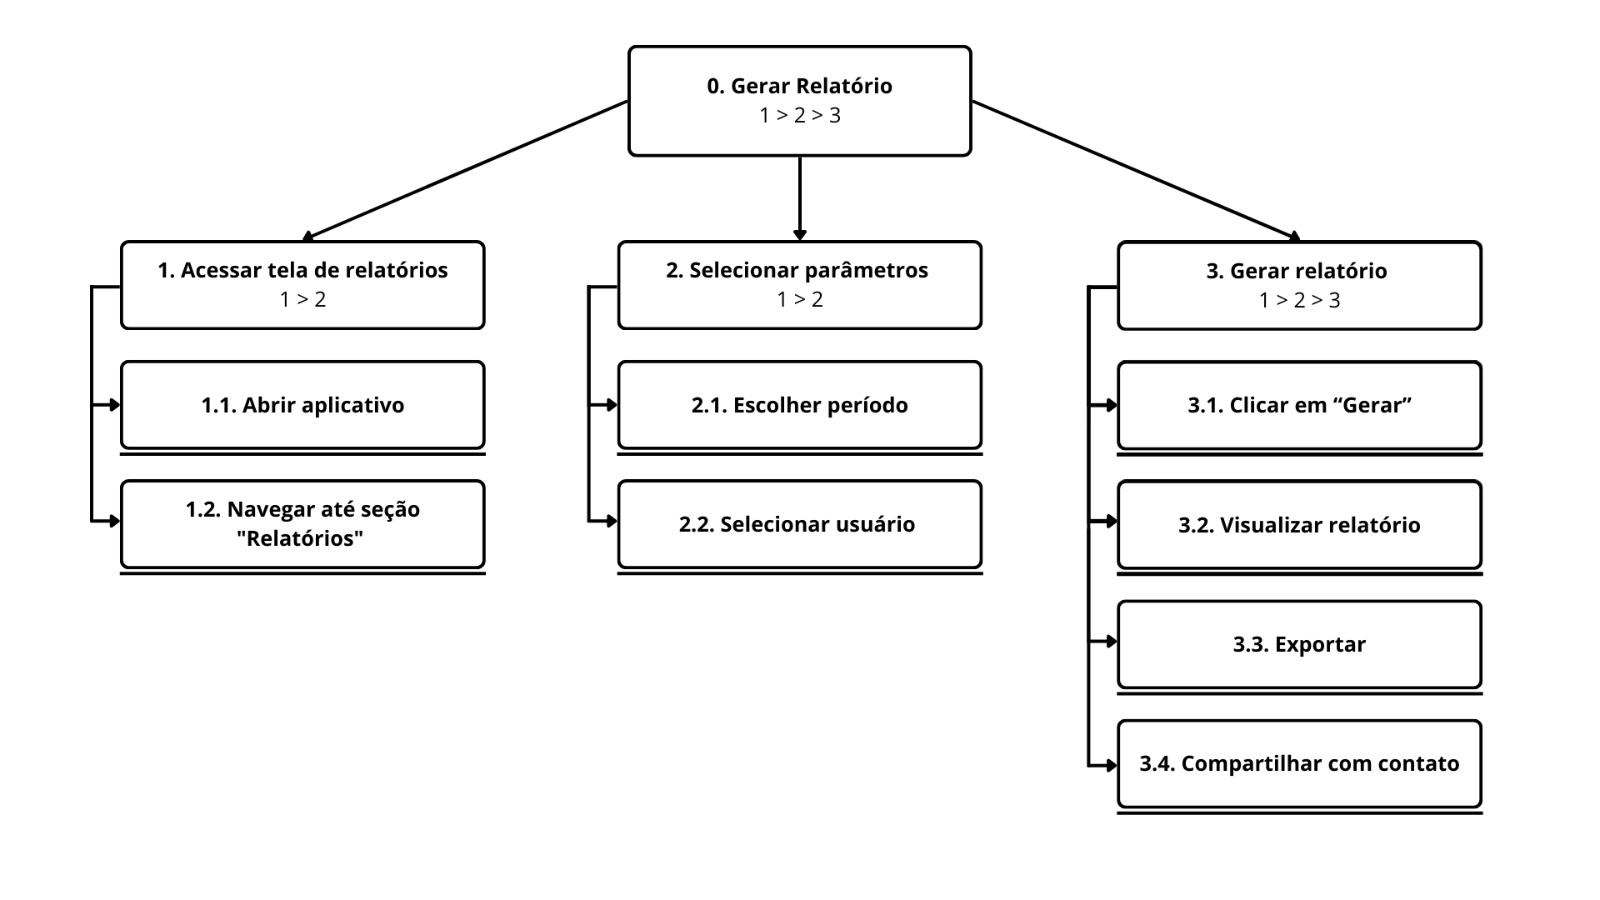 0. Gerar Relatório
1 > 2 > 3
1. Acessar tela de relatórios
1 > 2
1.1. Abrir aplicativo
1.2. Navegar até seção
"Relatórios"
2. Selecionar parâmetros
1 > 2
2.1. Escolher período
2.2. Selecionar usuário
3. Gerar relatório
1 > 2 > 3
3.1. Clicar em “Gerar”
3.2. Visualizar relatório
3.3. Exportar
3.4. Compartilhar com contato